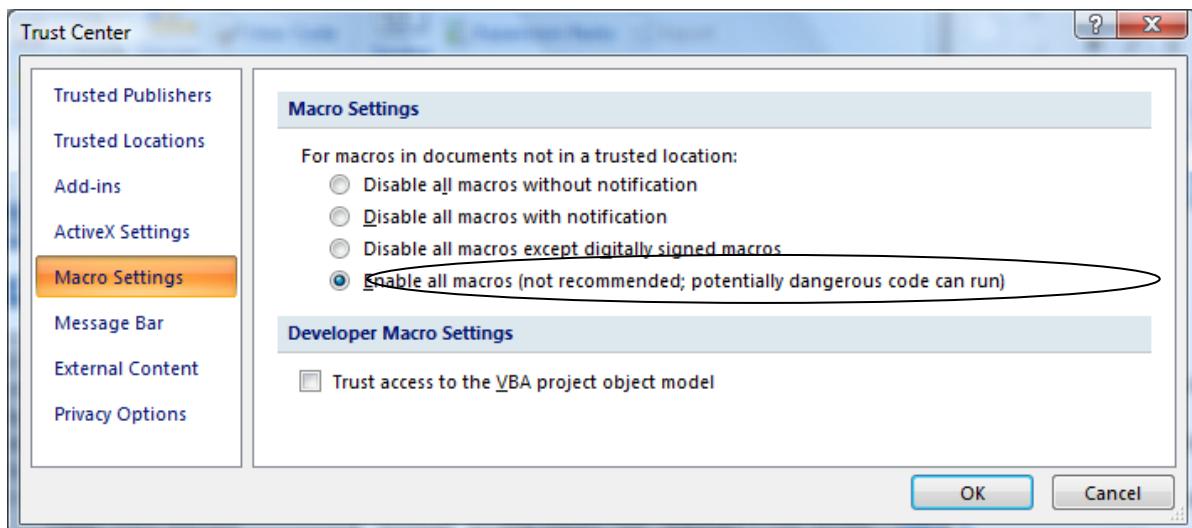 Trust Center
?
X
Trusted Publishers
Trusted Locations
Add-ins
ActiveX Settings
Macro Settings
Message Bar
External Content
Privacy Options
Macro Settings
For macros in documents not in a trusted location:
Disable all macros without notification
Disable all macros with notification
Disable all macros except digitally signed macros
Enable all macros (not recommended; potentially dangerous code can run)
Developer Macro Settings
Trust access to the VBA project object model
OK
Cancel